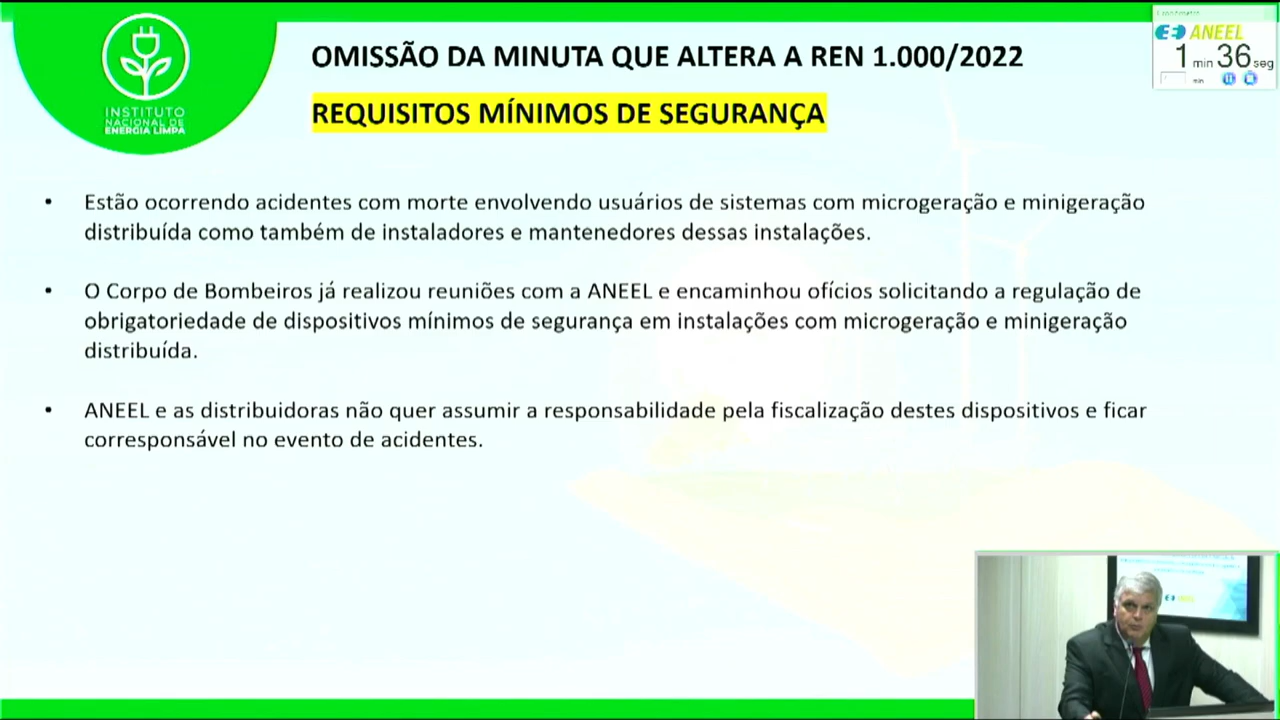 INSTITUTO
NACIONAL DE
ENERGIA LIMPA
OMISSÃO DA MINUTA QUE ALTERA A REN 1.000/2022
REQUISITOS MÍNIMOS DE SEGURANÇA
ANEEL
1 min 36 seg
min
• Estão ocorrendo acidentes com morte envolvendo usuários de sistemas com microgeração e minigeração
distribuída como também de instaladores e mantenedores dessas instalações.
• O Corpo de Bombeiros já realizou reuniões com a ANEEL e encaminhou ofícios solicitando a regulação de
obrigatoriedade de dispositivos mínimos de segurança em instalações com microgeração e minigeração
distribuída.
• ANEEL e as distribuidoras não quer assumir a responsabilidade pela fiscalização destes dispositivos e ficar
corresponsável no evento de acidentes.